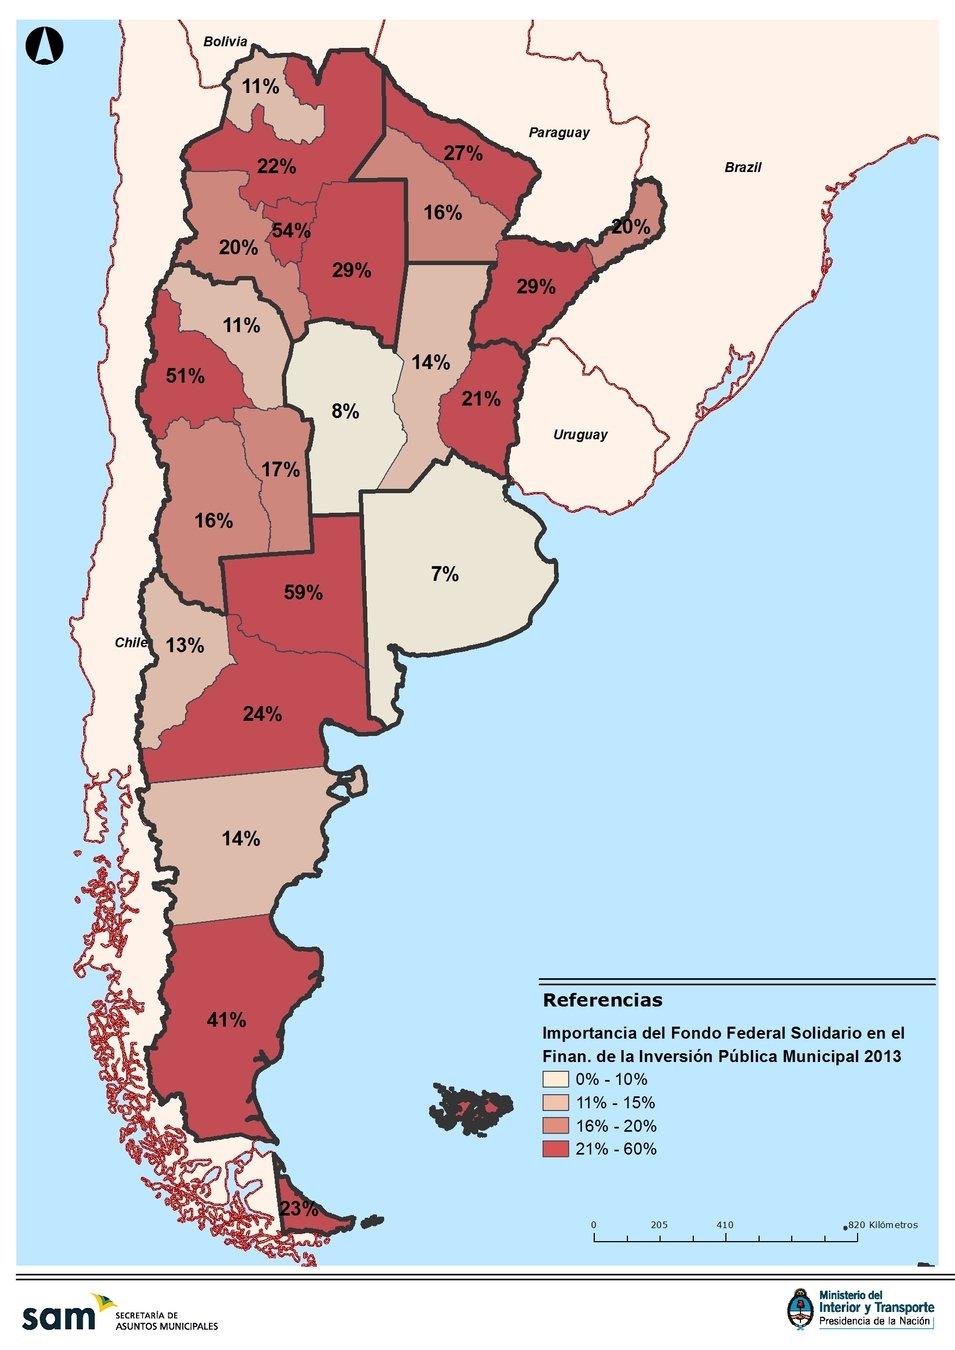 Bolivia
11%
Paraguay
27%
22%
Brazil
16%
20%
54%
20%
29%
29%
11%
14%
51%
21%
8%
Uruguay
17%
16%
7%
59%
Chile
13%
24%
14%
Referencias
41%
Importancia del Fondo Federal Solidario en el
Finan. de la Inversión Pública Municipal 2013
0% - 10%
11% - 15%
16% - 20%
21% - 60%
23%
0 205 410 820 Kilómetros
sam SECRETARÍA DE
ASUNTOS MUNICIPALES
Ministerio del
Interior y Transporte
Presidencia de la Nación